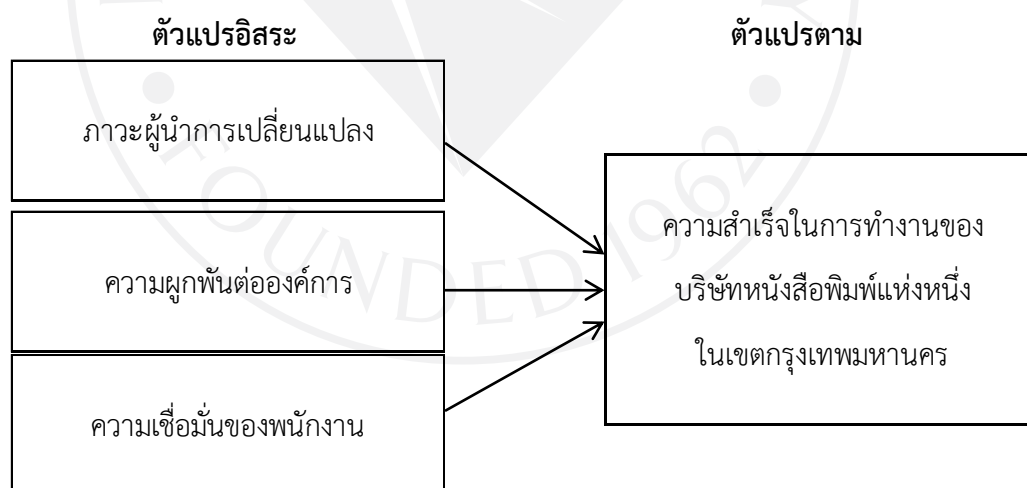 ตัวแปรอิสระ
ตัวแปรตาม
ภาวะผู้นำการเปลี่ยนแปลง
ความผูกพันต่อองค์การ
ความเชื่อมั่นของพนักงาน
ความสำเร็จในการทำงานของ
บริษัทหนังสือพิมพ์แห่งหนึ่ง
ในเขตกรุงเทพมหานคร
FOUNDED 1962